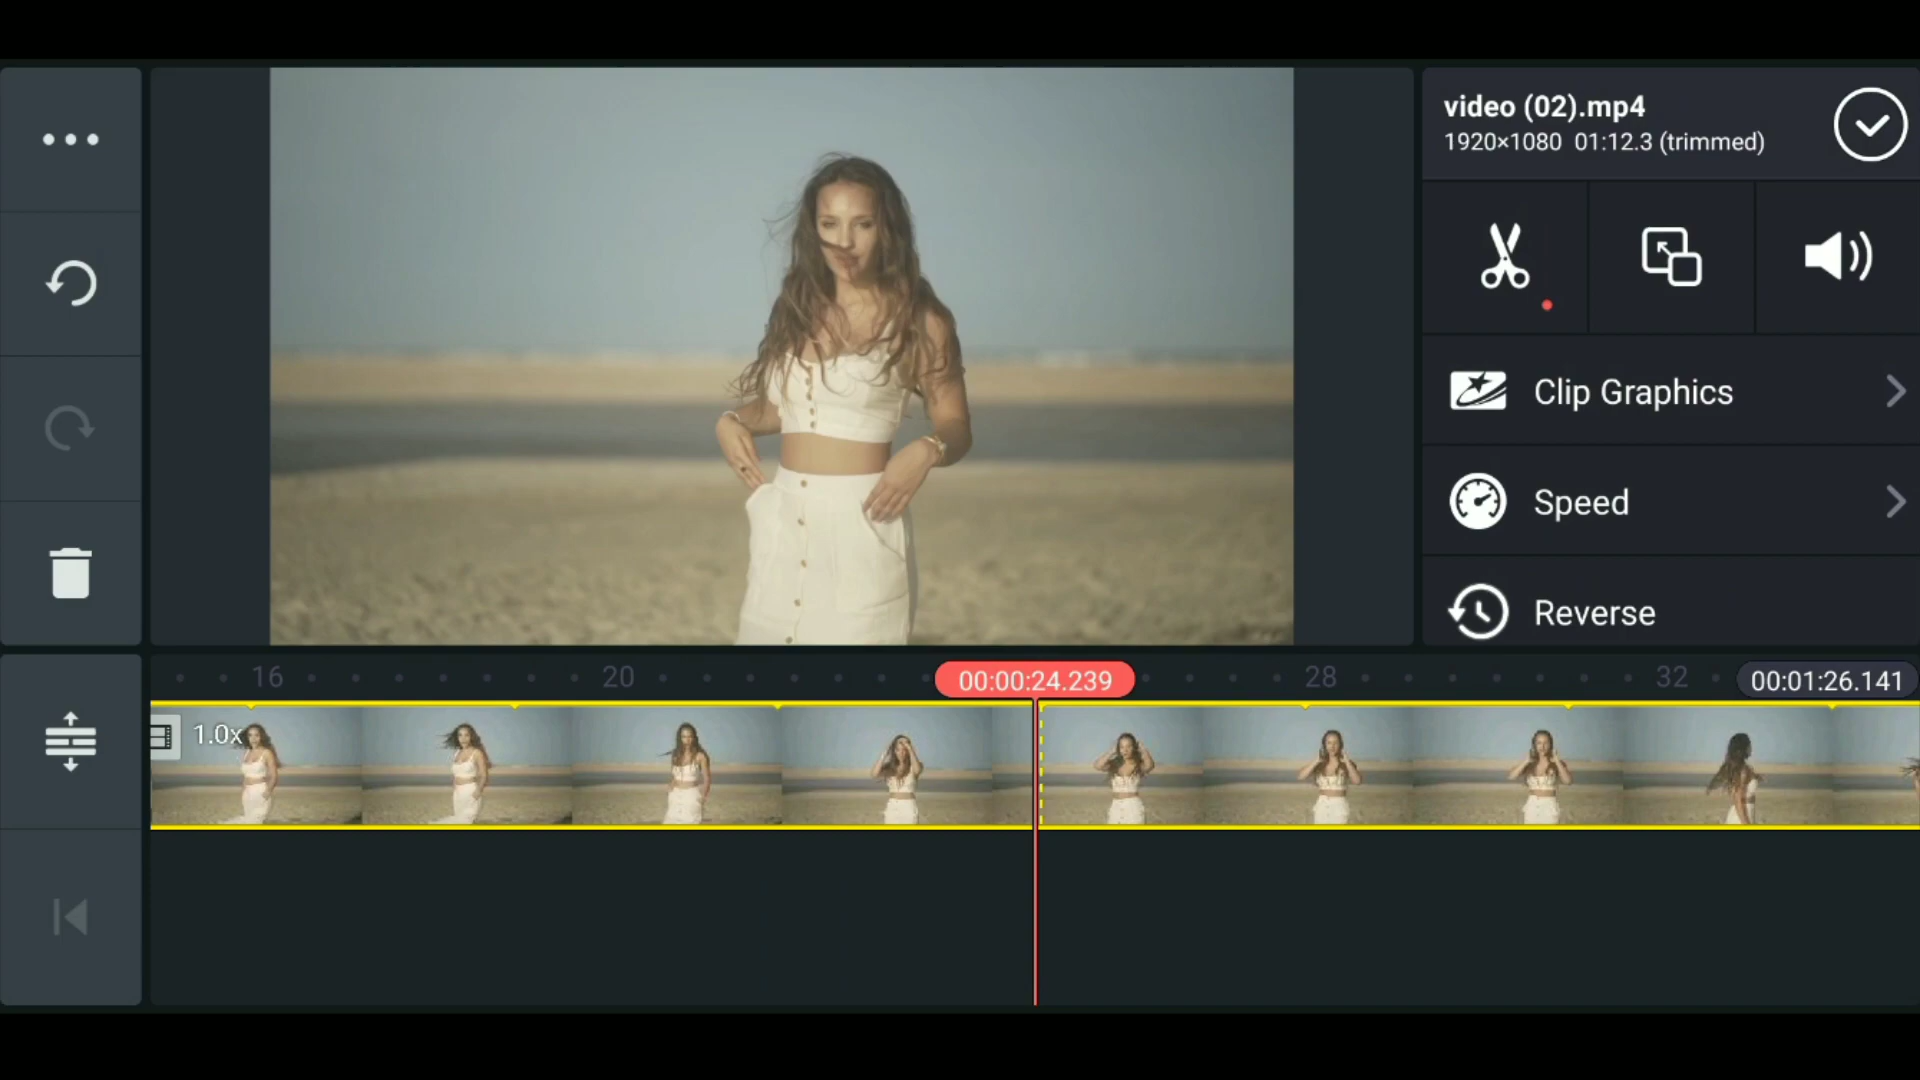 video (02).mp4
1920×1080 01:12.3 (trimmed)
Clip Graphics
Speed
Reverse
16 20 00:00:24.239 28 32 00:01:26.141
1.0x